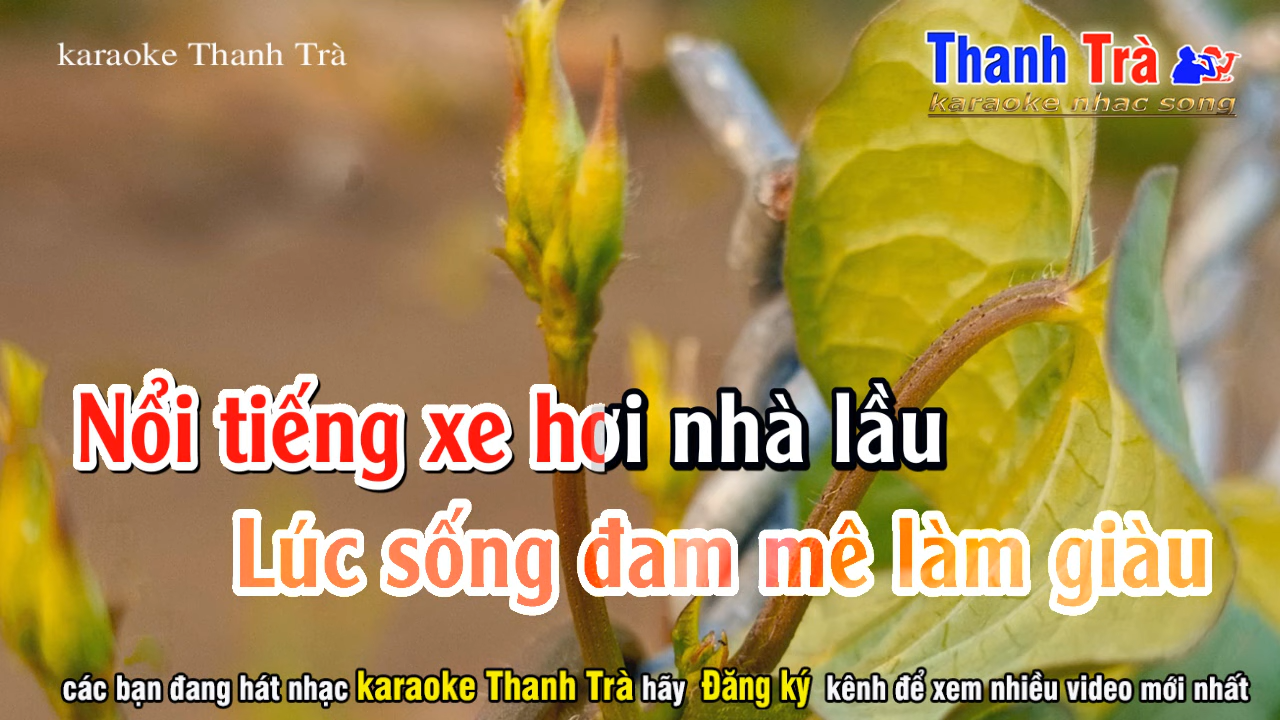 karaoke Thanh Trà
Thanh Trà
karaoke nhac song
Nổi tiếng xe hơi nhà lầu
Lúc sống đam mê làm giàu
các bạn đang hát nhạc karaoke Thanh Trà hãy Đăng ký kênh để xem nhiều video mới nhất